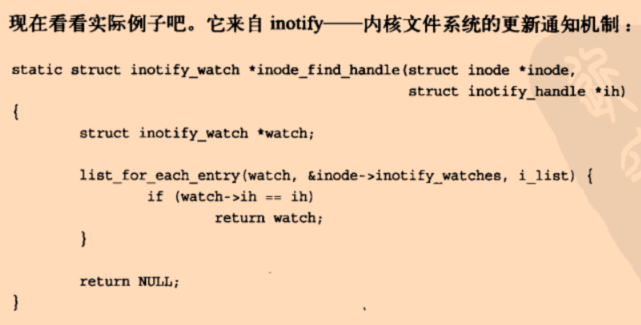 现在看看实际例子吧。它来自 inotify——内核文件系统的更新通知机制：
static struct inotify_watch *inode_find_handle(struct inode *inode,
                                               struct inotify_handle *ih)
{
        struct inotify_watch *watch;
        list_for_each_entry(watch, &inode->inotify_watches, i_list) {
                if (watch->ih == ih)
                        return watch;
        }
        return NULL;
}